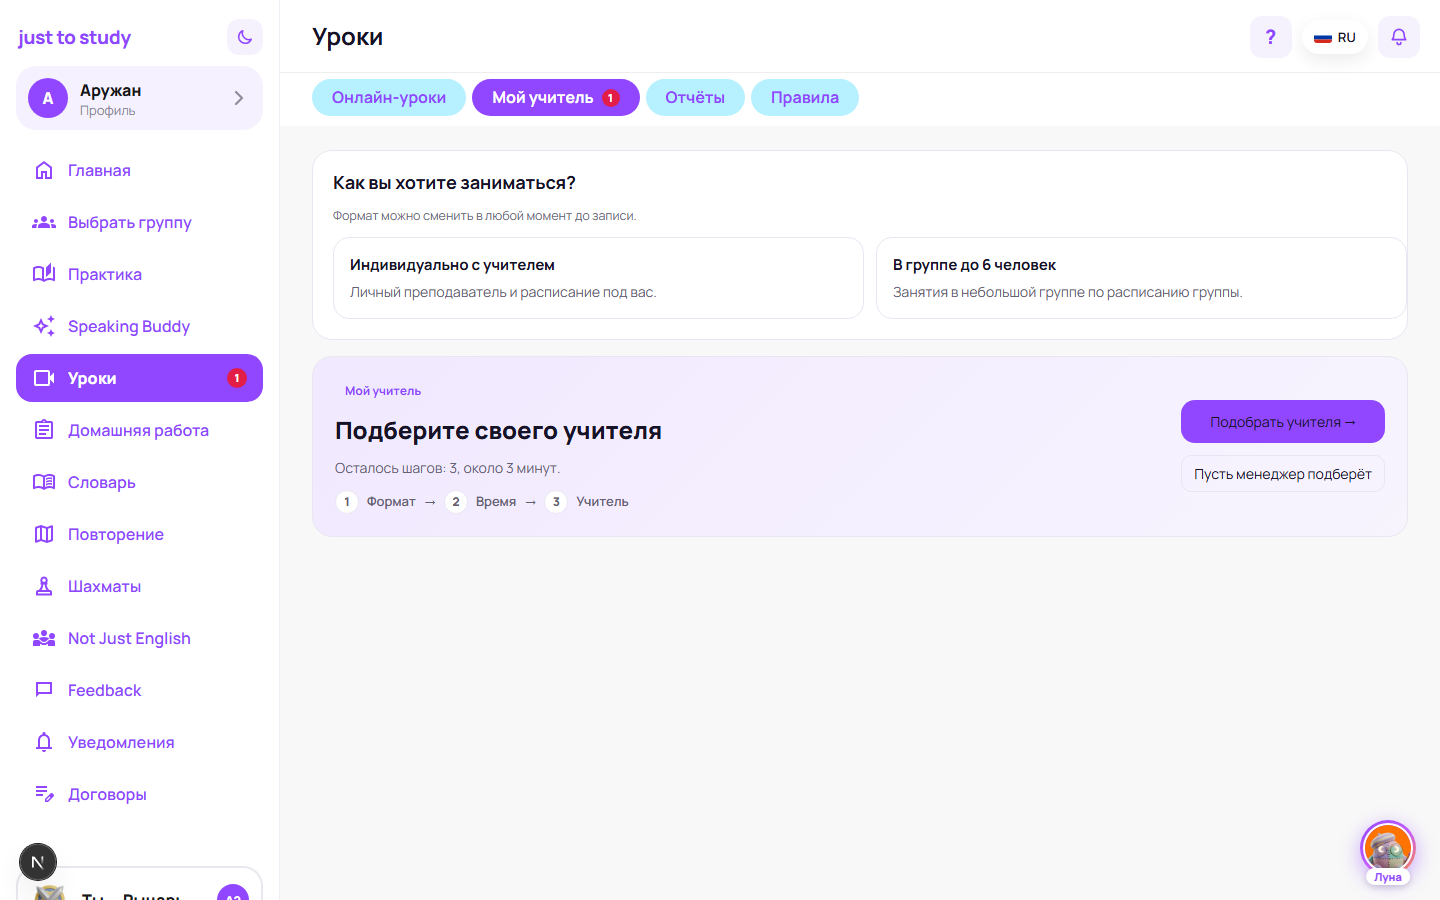 just to study
А
Аружан
Профиль
Главная
Выбрать группу
Практика
Speaking Buddy
Уроки 1
Домашняя работа
Словарь
Повторение
Шахматы
Not Just English
Feedback
Уведомления
Договоры
N
Уроки
? RU
Онлайн-уроки Мой учитель 1 Отчёты Правила
Как вы хотите заниматься?
Формат можно сменить в любой момент до записи.
Индивидуально с учителем
Личный преподаватель и расписание под вас.
В группе до 6 человек
Занятия в небольшой группе по расписанию группы.
Мой учитель
Подберите своего учителя
Осталось шагов: 3, около 3 минут.
1 Формат → 2 Время → 3 Учитель
Подобрать учителя →
Пусть менеджер подберёт
Луна